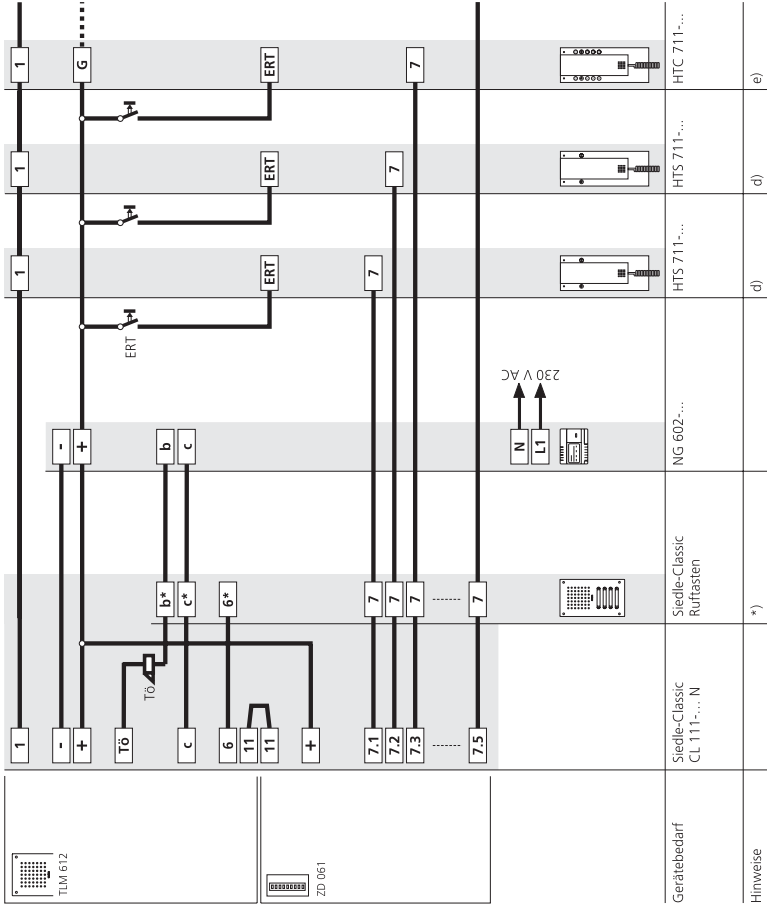 TLM 612
ZD 061
Gerätebedarf
Hinweise
1
-
+
Tö
c
6
11
11
+
7.1
7.2
7.3
7.5
Siedle-Classic
CL 111-... N
Tö
b*
c*
6*
7
7
7
7
Siedle-Classic
Ruftasten
*)
-
+
b
c
N
L1
230 V AC
NG 602-...
ERT
1
ERT
7
HTS 711-...
d)
1
ERT
7
HTS 711-...
d)
1
G
ERT
7
HTC 711-...
e)